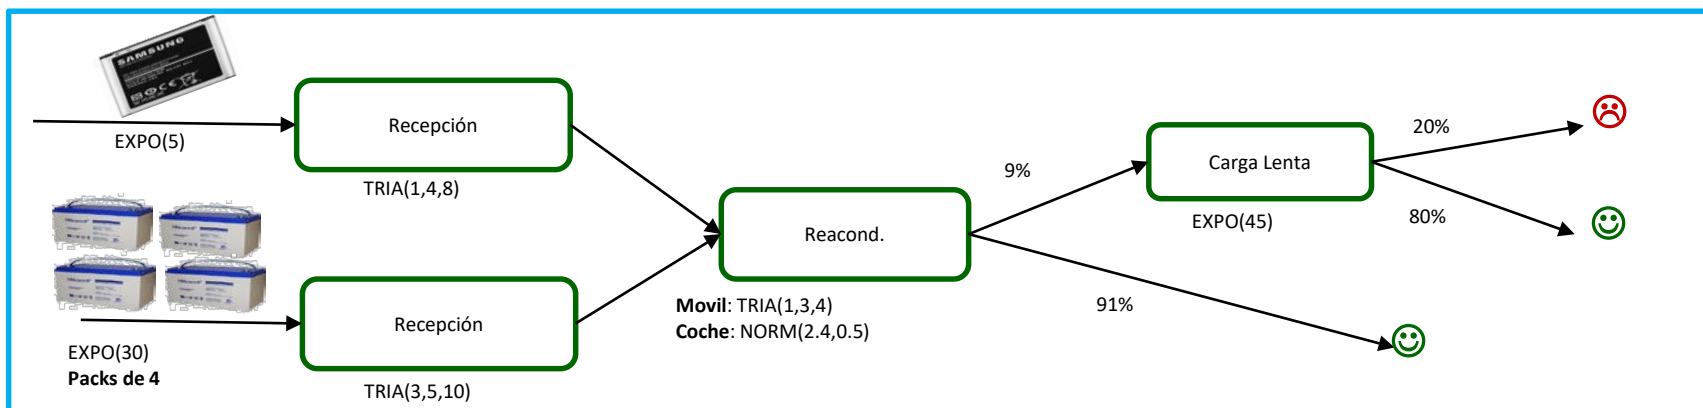 SAMSUNG
EXPO(5)
Recepción
TRIA(1,4,8)
EXPO(30)
Packs de 4
Recepción
TRIA(3,5,10)
Reacond.
Movil: TRIA(1,3,4)
Coche: NORM(2.4,0.5)
9%
91%
Carga Lenta
EXPO(45)
20%
80%